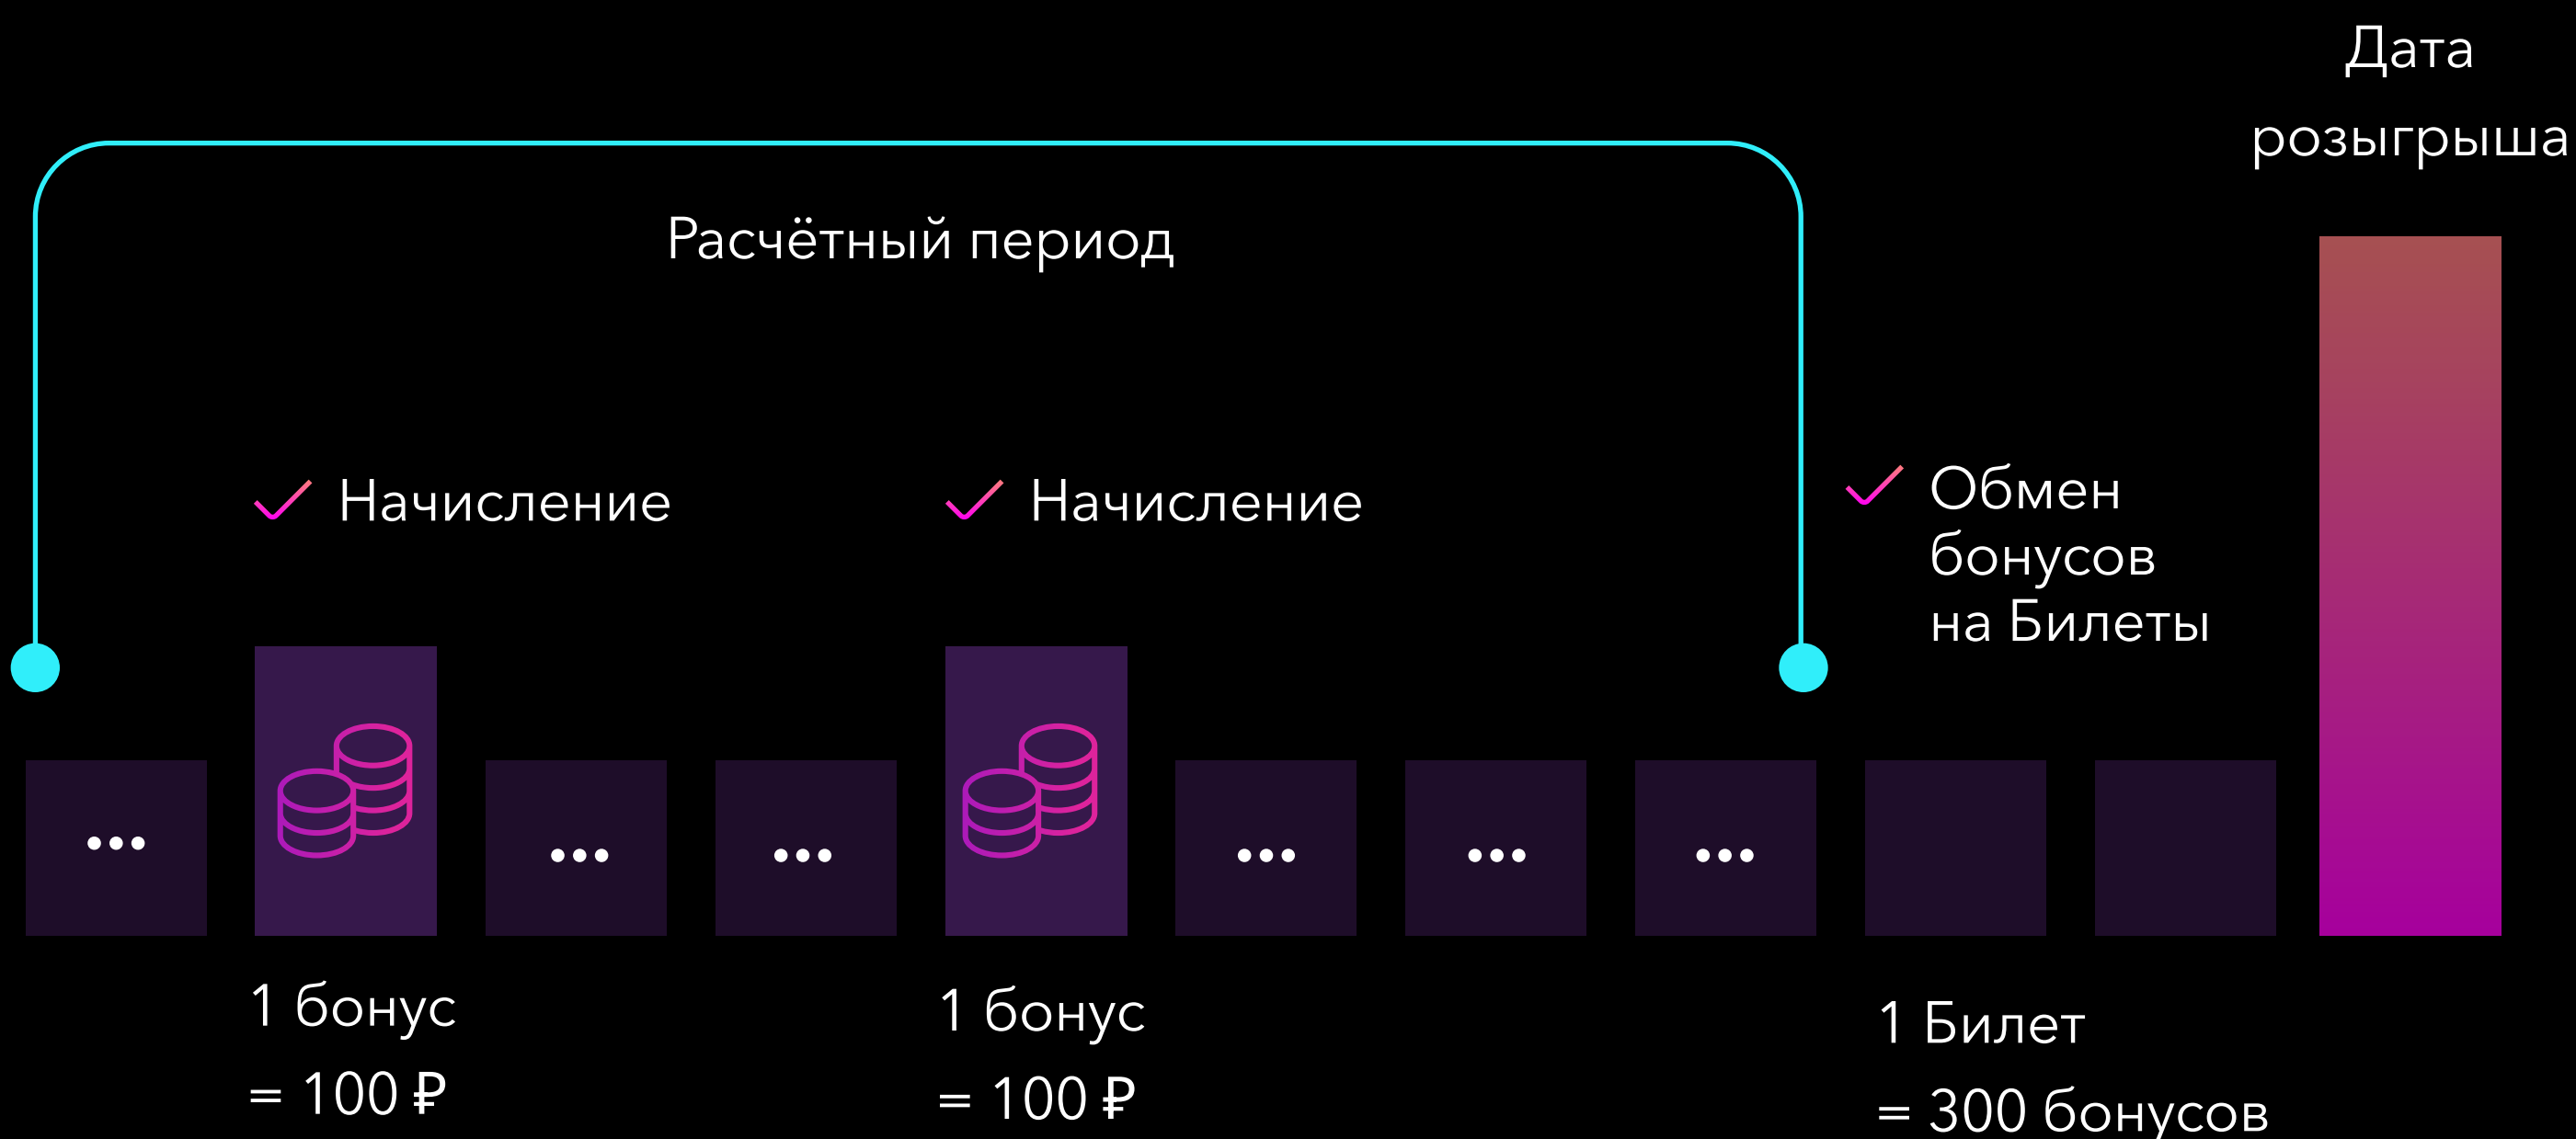 Дата
розыгрыша
Расчётный период
Начисление
Начисление
Обмен
бонусов
на Билеты
1 бонус
= 100 ₽
1 бонус
= 100 ₽
1 Билет
= 300 бонусов